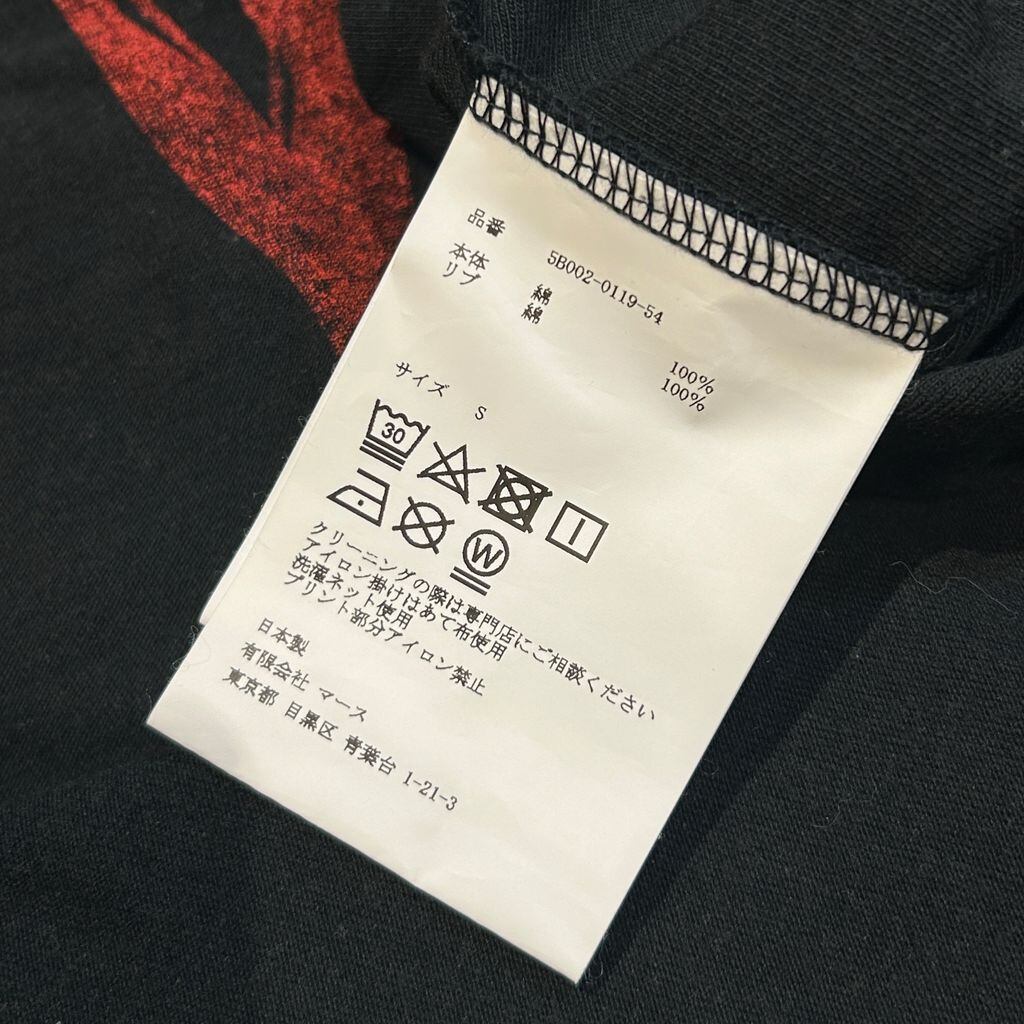 品番 5B002-0119-54
本体 綿 100%
リブ 綿 100%
サイズ S
30
W
クリーニングの際は専門店にご相談ください
アイロン掛けはあて布使用
洗濯ネット使用
プリント部分アイロン禁止
日本製
有限会社 マース
東京都 目黒区 青葉台 1-21-3